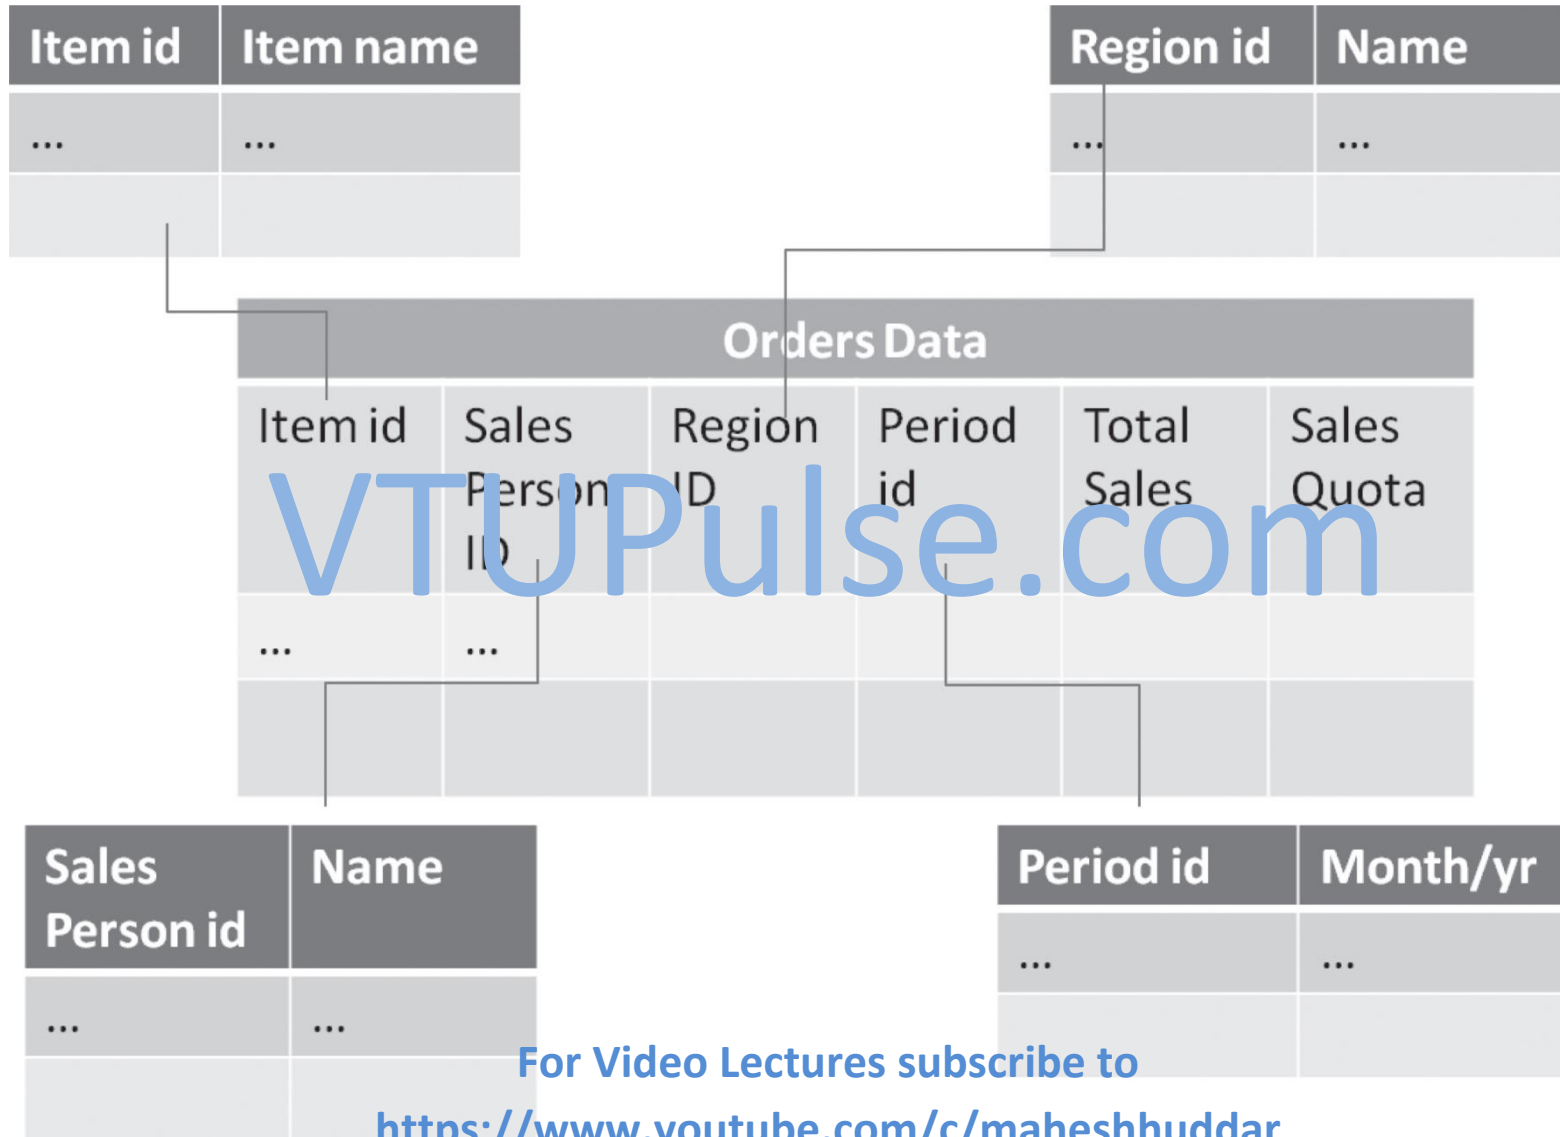 Item id Item name
... ...
Region id Name
... ...
Orders Data
Item id Sales Person ID Region ID Period id Total Sales Sales Quota
... ...
VTUPulse.com
Sales Person id Name
... ...
Period id Month/yr
... ...
For Video Lectures subscribe to
https://www.youtube.com/c/maheshhuddar